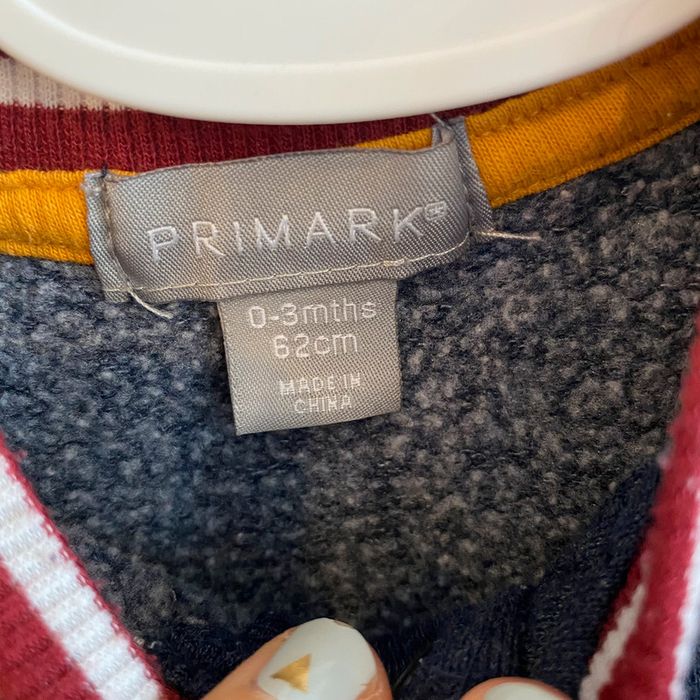 PRIMARK
0-3mths
62cm
MADE IN
CHINA